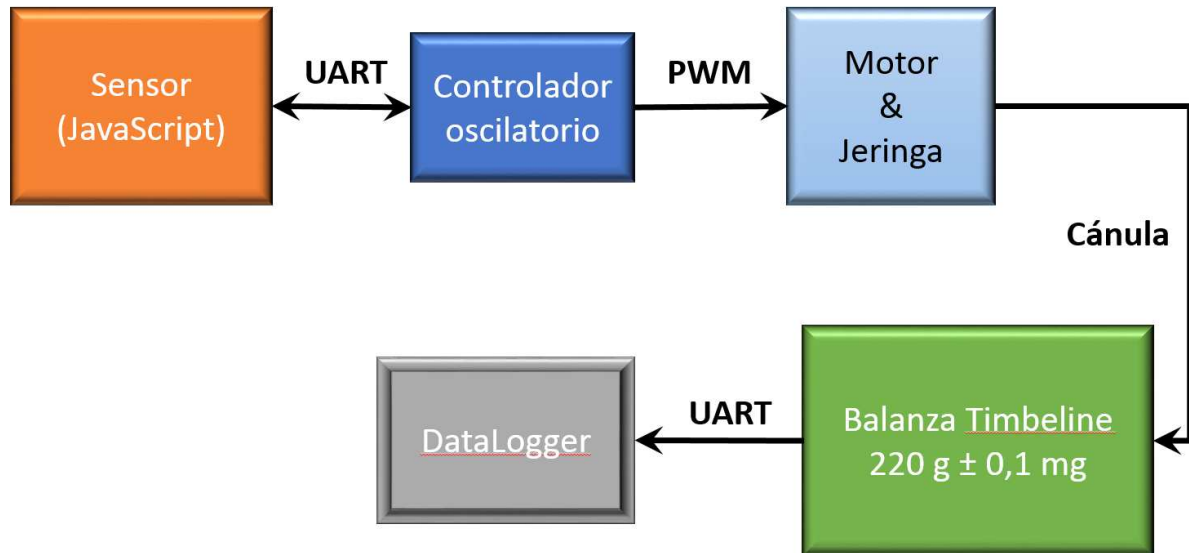 Sensor
(JavaScript)
UART
Controlador
oscilatorio
PWM
Motor
&
Jeringa
Cánula
Balanza Timbeline
220 g ± 0,1 mg
UART
DataLogger